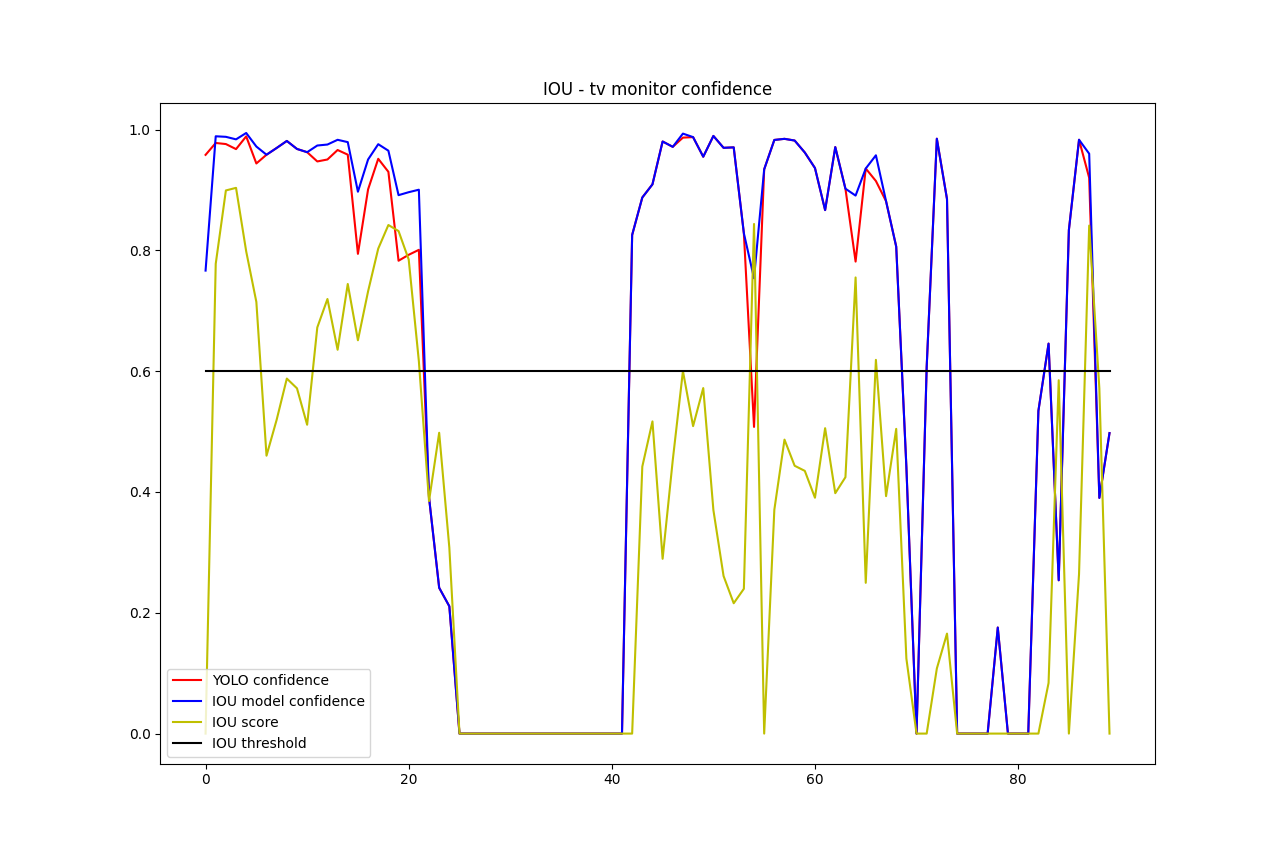 IOU - tv monitor confidence
1.0
0.8
0.6
0.4
0.2
0.0
YOLO confidence
IOU model confidence
IOU score
IOU threshold
0 20 40 60 80